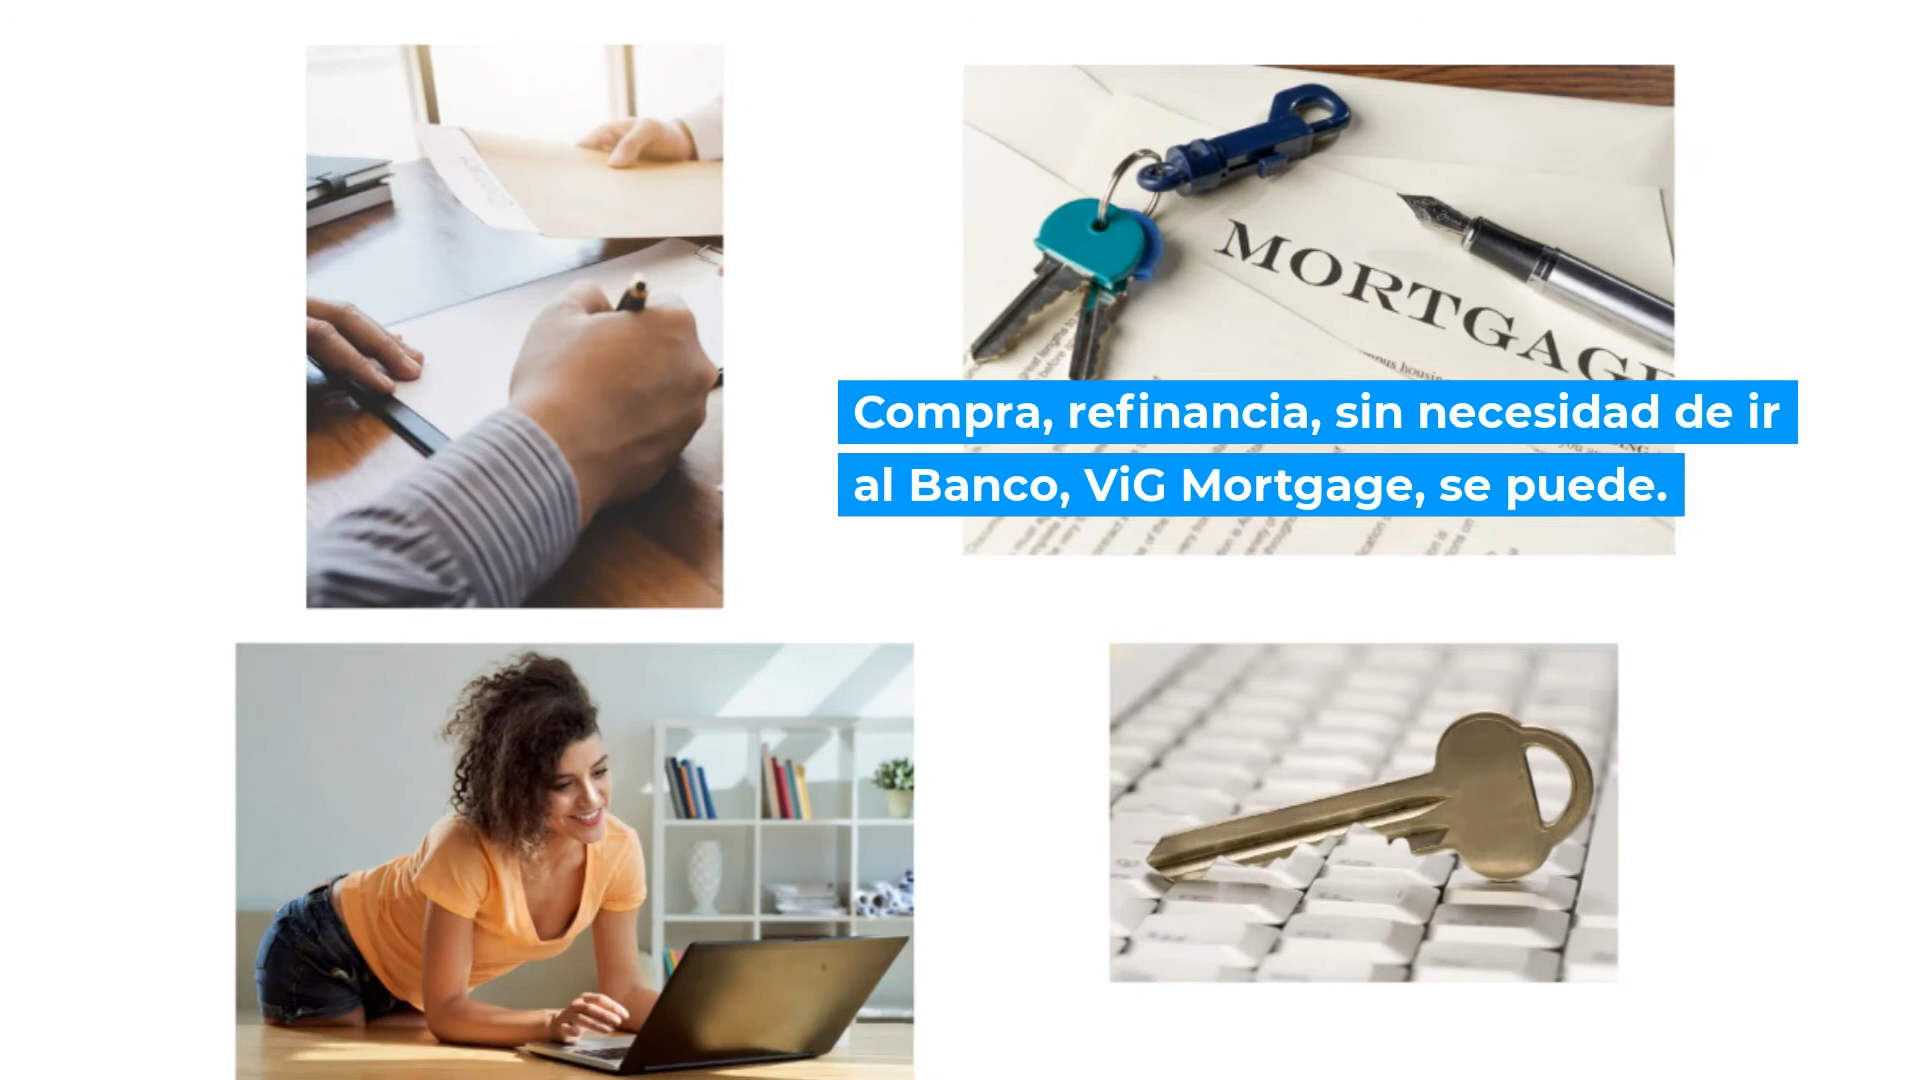 MORTGAGE
Compra, refinancia, sin necesidad de ir
al Banco, ViG Mortgage, se puede.